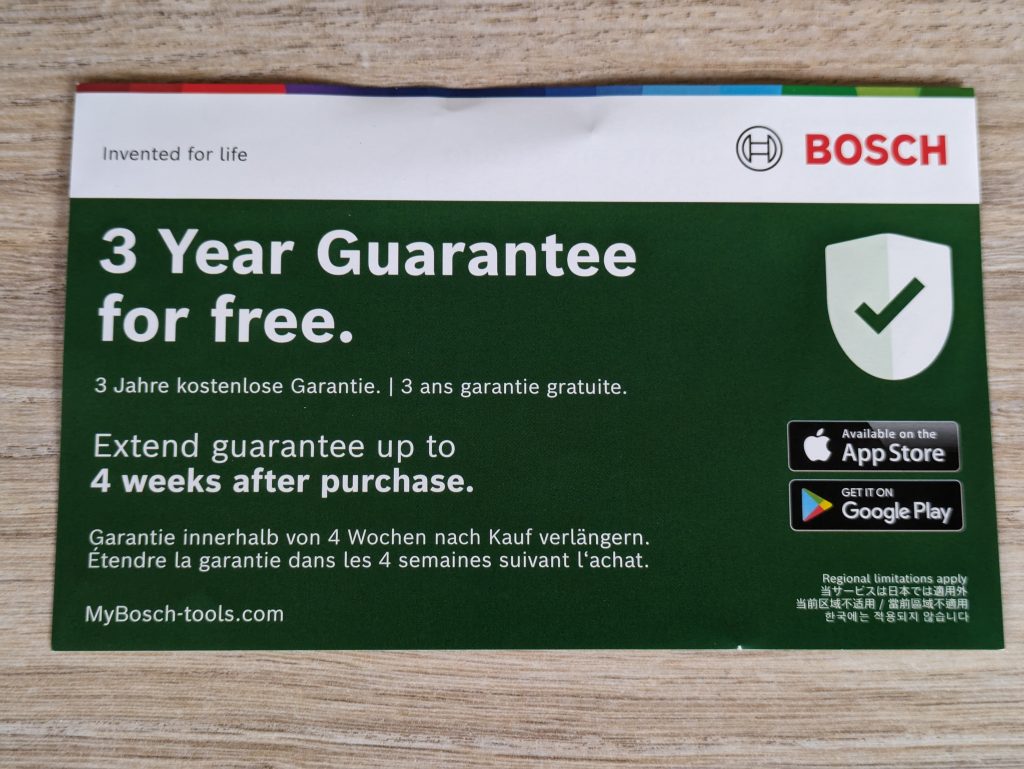 Invented for life
BOSCH
3 Year Guarantee
for free.
3 Jahre kostenlose Garantie. | 3 ans garantie gratuite.
Extend guarantee up to
4 weeks after purchase.
Garantie innerhalb von 4 Wochen nach Kauf verlängern.
Étendre la garantie dans les 4 semaines suivant l'achat.
MyBosch-tools.com
Available on the
App Store
GET IT ON
Google Play
Regional limitations apply
当サービスは日本では適用外
当前区域不适用 / 當前區域不適用
한국에는 적용되지 않습니다